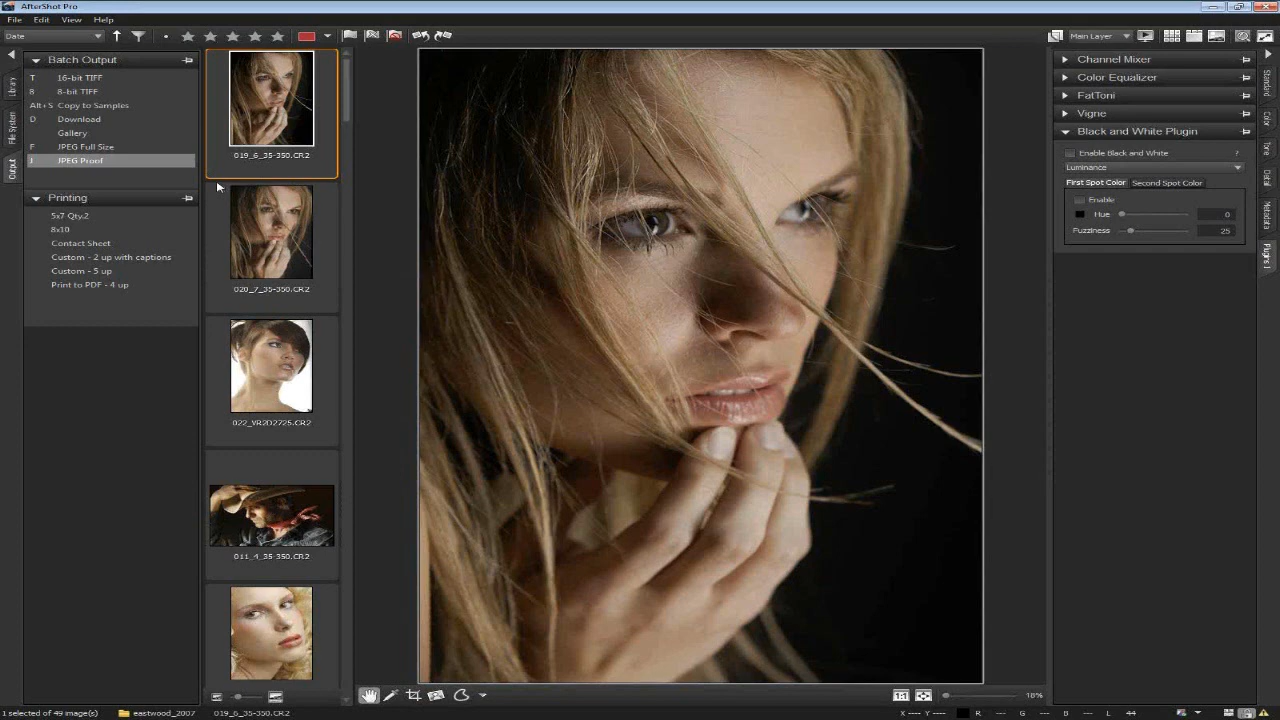 AfterShot Pro
File Edit View Help
Date
Main Layer
Batch Output
T 16-bit TIFF
8 8-bit TIFF
Alt+S Copy to Samples
D Download
Gallery
F JPEG Full Size
J JPEG Proof
Printing
5x7 Qty.2
8x10
Contact Sheet
Custom - 2 up with captions
Custom - 5 up
Print to PDF - 4 up
Library
File System
Output
019_6_35-350.CR2
020_7_35-350.CR2
022_YR2D2725.CR2
011_4_35-350.CR2
Channel Mixer
Color Equalizer
FatToni
Vigne
Black and White Plugin
Enable Black and White ?
Luminance
First Spot Color Second Spot Color
Enable
Hue 0
Fuzziness 25
Standard
Color
Tone
Detail
Metadata
Plugins
1:1
18%
1 selected of 49 image(s) eastwood_2007 019_6_35-350.CR2
X ---- Y ---- R --- G --- B --- L 44